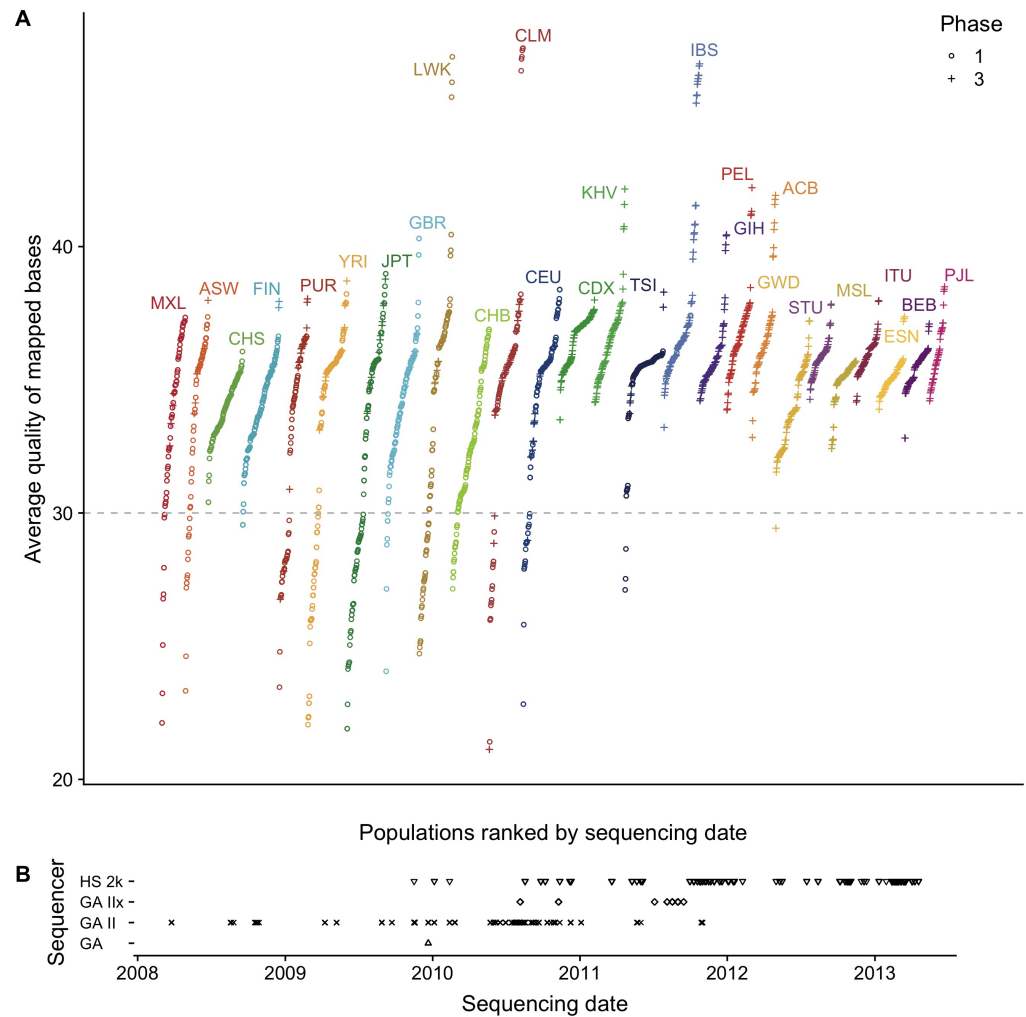 A
Phase
1
3
Average quality of mapped bases
40
30
20
MXL
ASW
CHS
FIN
PUR
YRI
JPT
GBR
LWK
CHB
CLM
CEU
CDX
KHV
TSI
IBS
GIH
PEL
ACB
GWD
STU
MSL
ITU
ESN
BEB
PJL
Populations ranked by sequencing date
B
Sequencer
HS 2k
GA IIx
GA II
GA
2008 2009 2010 2011 2012 2013
Sequencing date